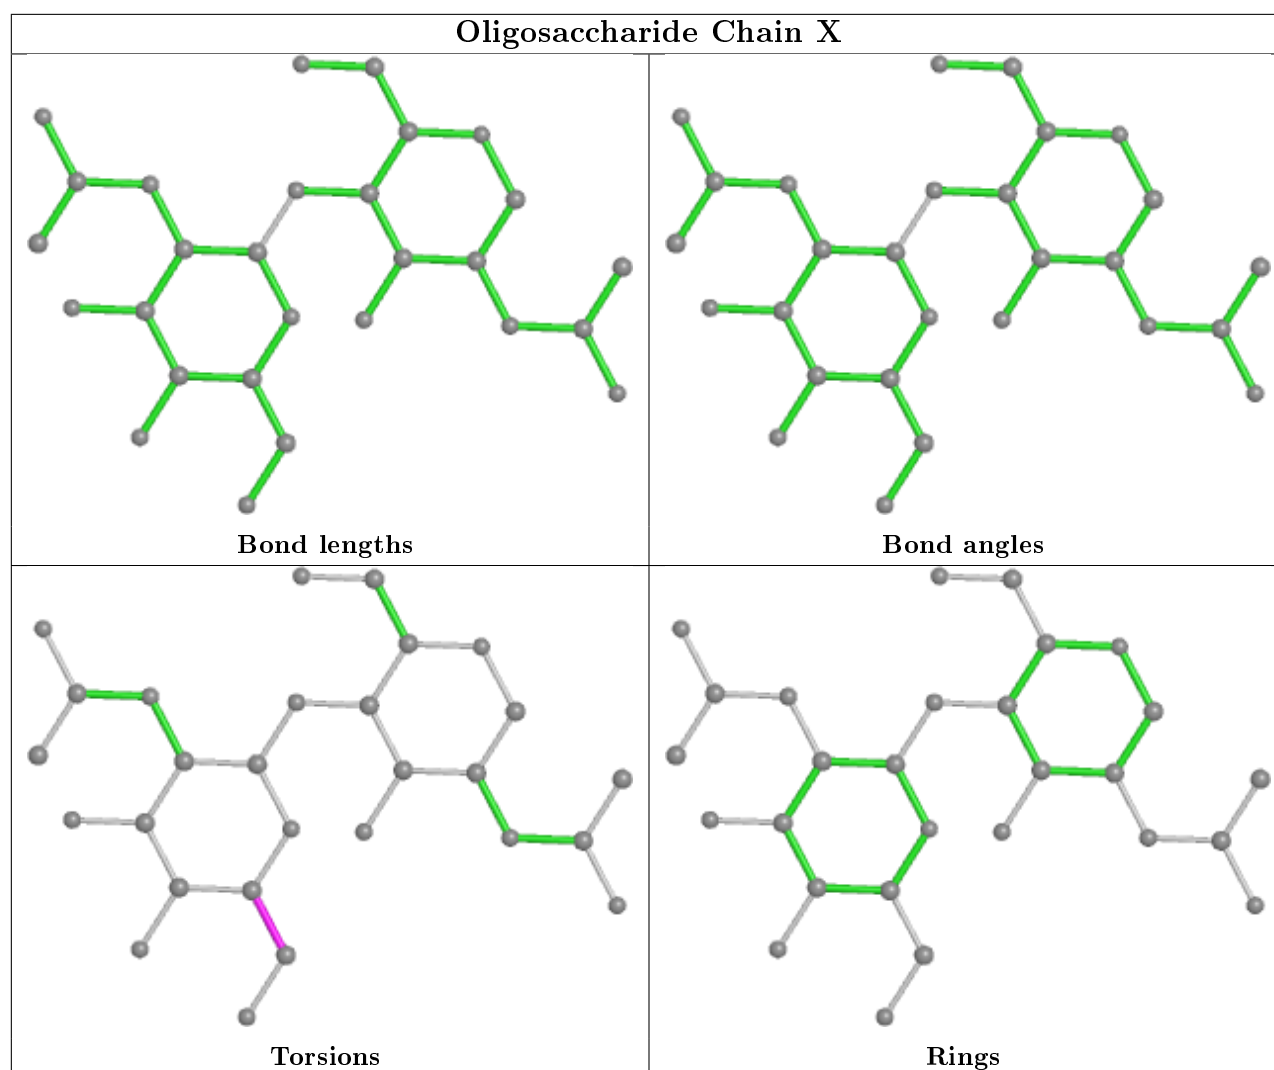 Oligosaccharide Chain X
Bond lengths
Bond angles
Torsions
Rings